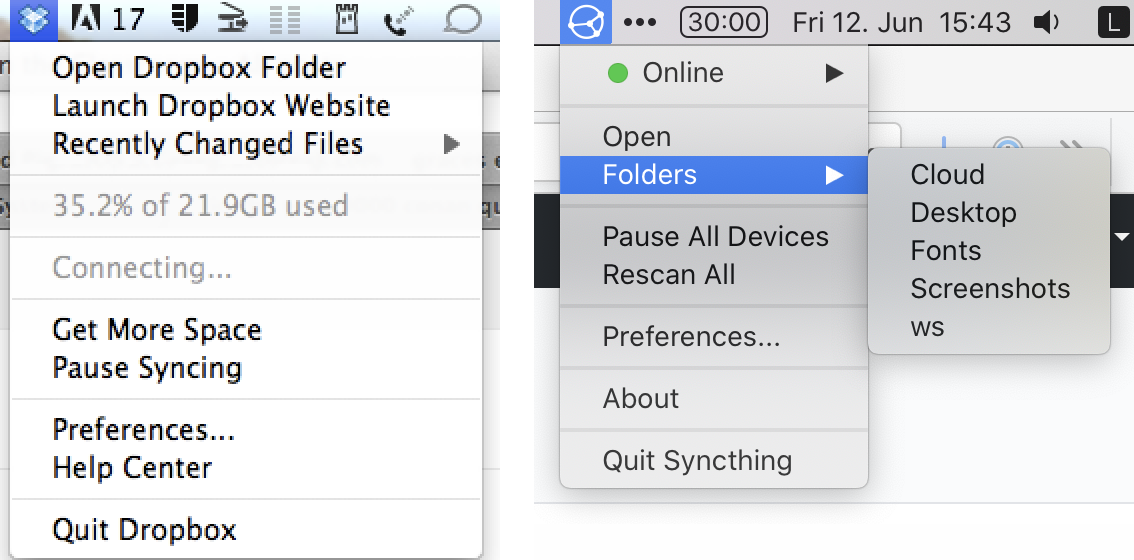 17
Open Dropbox Folder
Launch Dropbox Website
Recently Changed Files
35.2% of 21.9GB used
Connecting...
Get More Space
Pause Syncing
Preferences...
Help Center
Quit Dropbox
30:00 Fri 12. Jun 15:43 L
Online
Open
Folders
Pause All Devices
Rescan All
Preferences...
About
Quit Syncthing
Cloud
Desktop
Fonts
Screenshots
ws